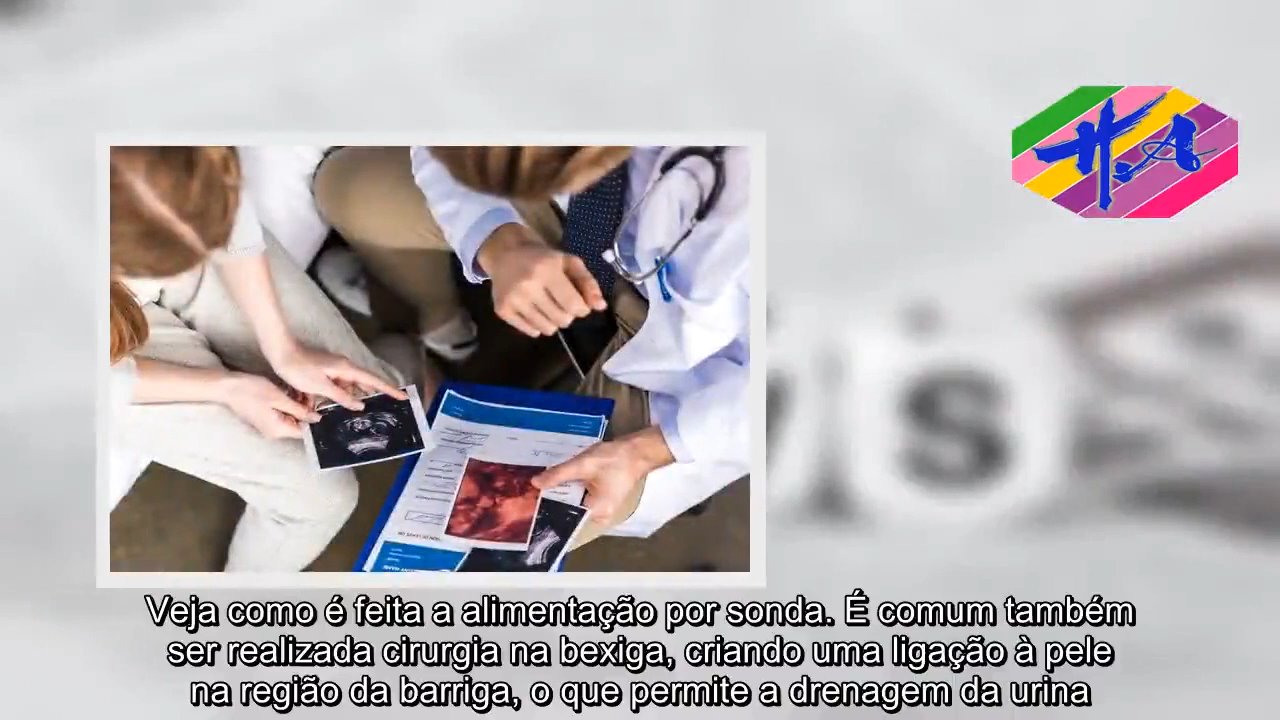 H.A
s
Veja como é feita a alimentação por sonda. É comum também
ser realizada cirurgia na bexiga, criando uma ligação à pele
na região da barriga, o que permite a drenagem da urina